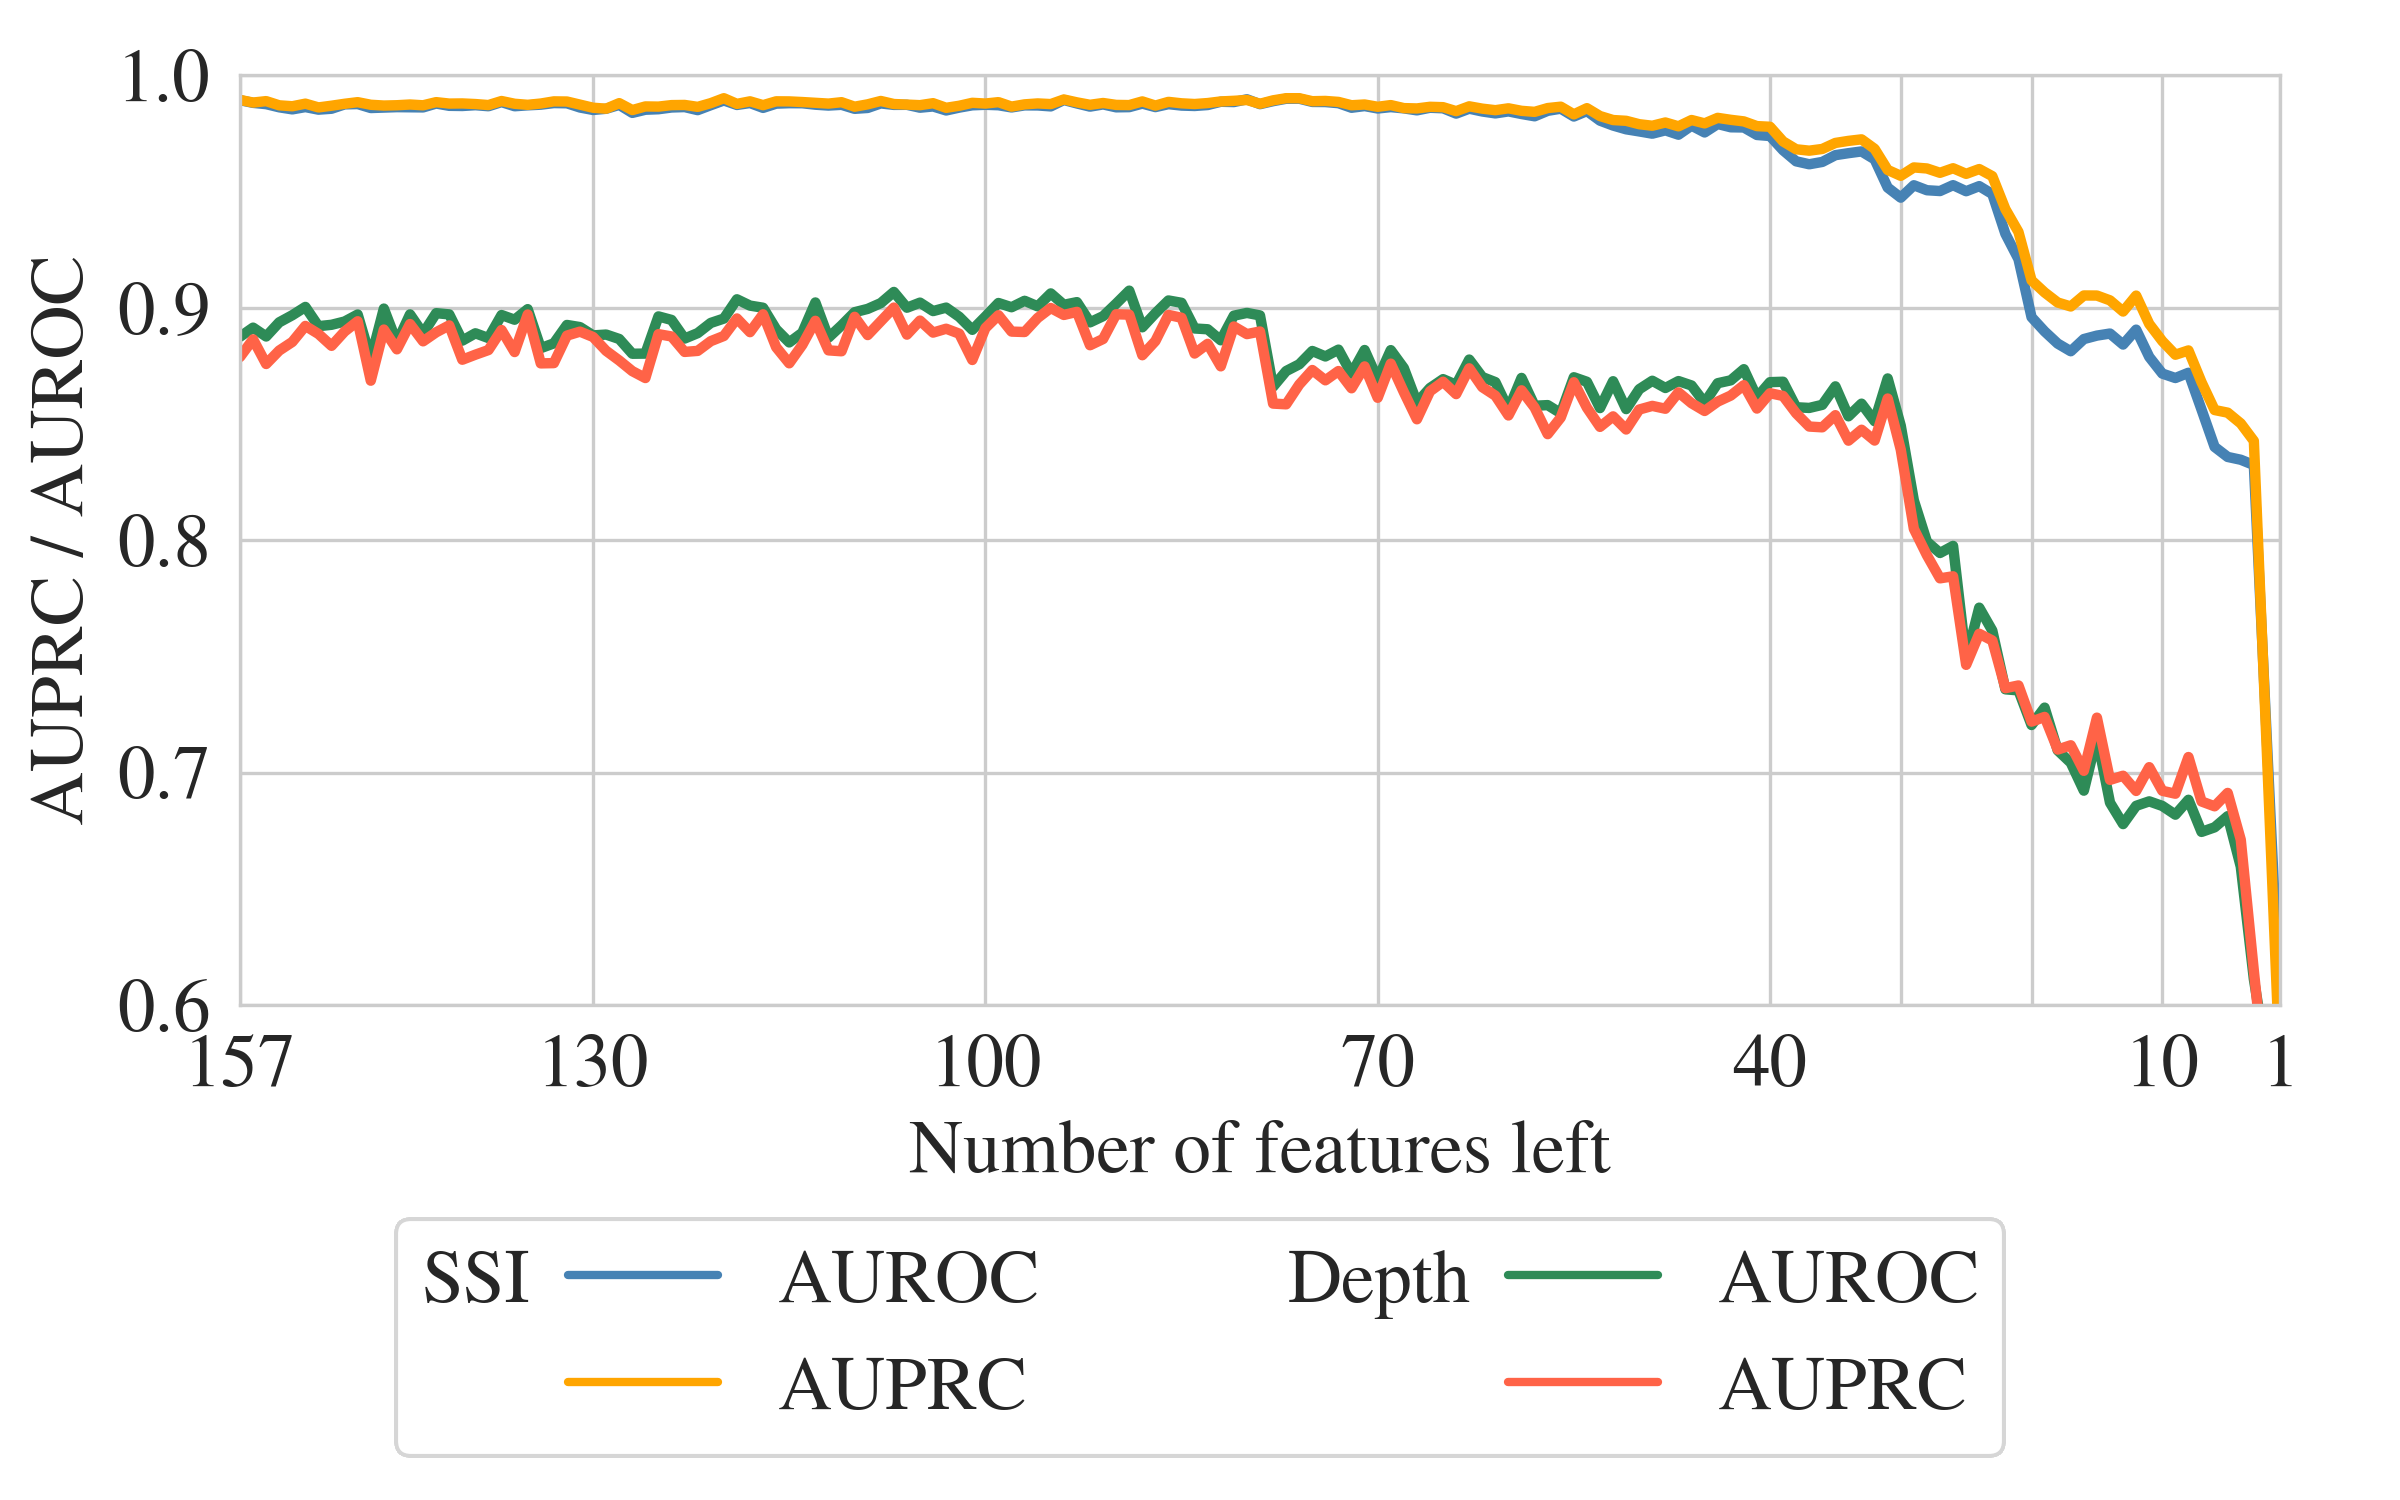 AUPRC / AUROC
1.0
0.9
0.8
0.7
0.6
157 130 100 70 40 10 1
Number of features left
SSI AUROC Depth AUROC
AUPRC AUPRC